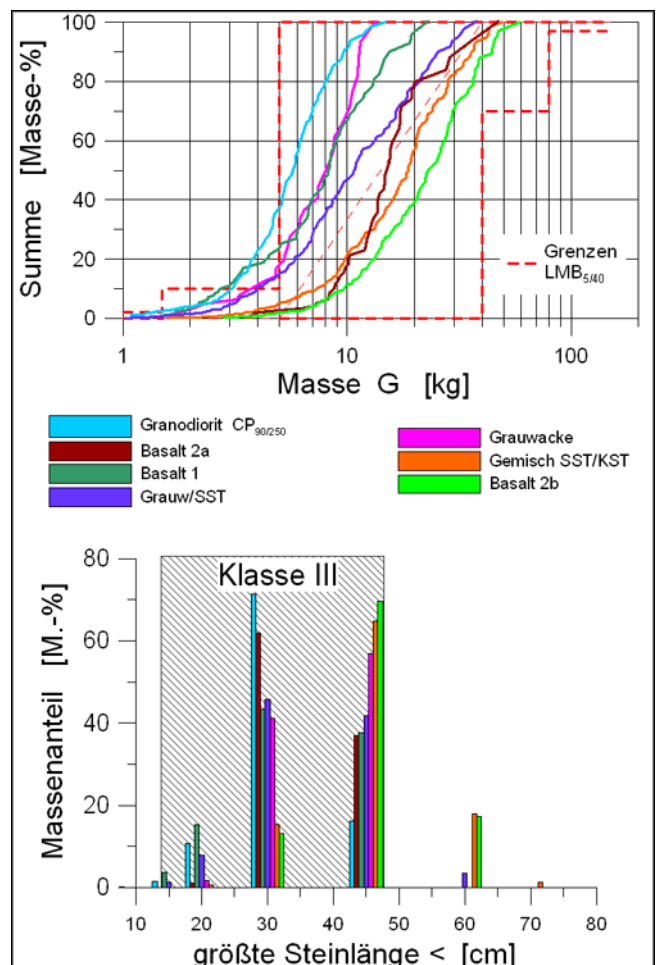 100
80
60
40
20
0
Summe [Masse-%]
1
10
100
Masse G [kg]
Grenzen
LMB5/40
Granodiorit CP90/250
Basalt 2a
Basalt 1
Grauw/SST
Grauwacke
Gemisch SST/KST
Basalt 2b
80
60
40
20
0
Massenanteil [M.-%]
Klasse III
10
20
30
40
50
60
70
80
größte Steinlänge < [cm]